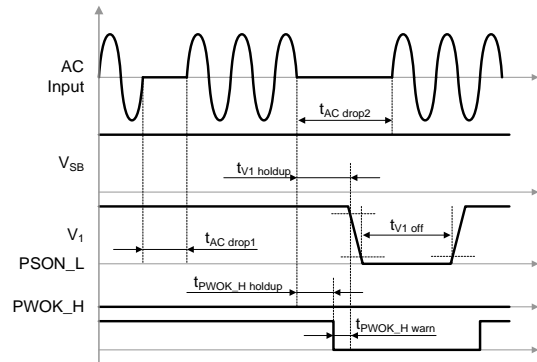 AC
Input
tAC drop2
VSB
tV1 holdup
V1
tV1 off
tAC drop1
PSON_L
tPWOK_H holdup
PWOK_H
tPWOK_H warn